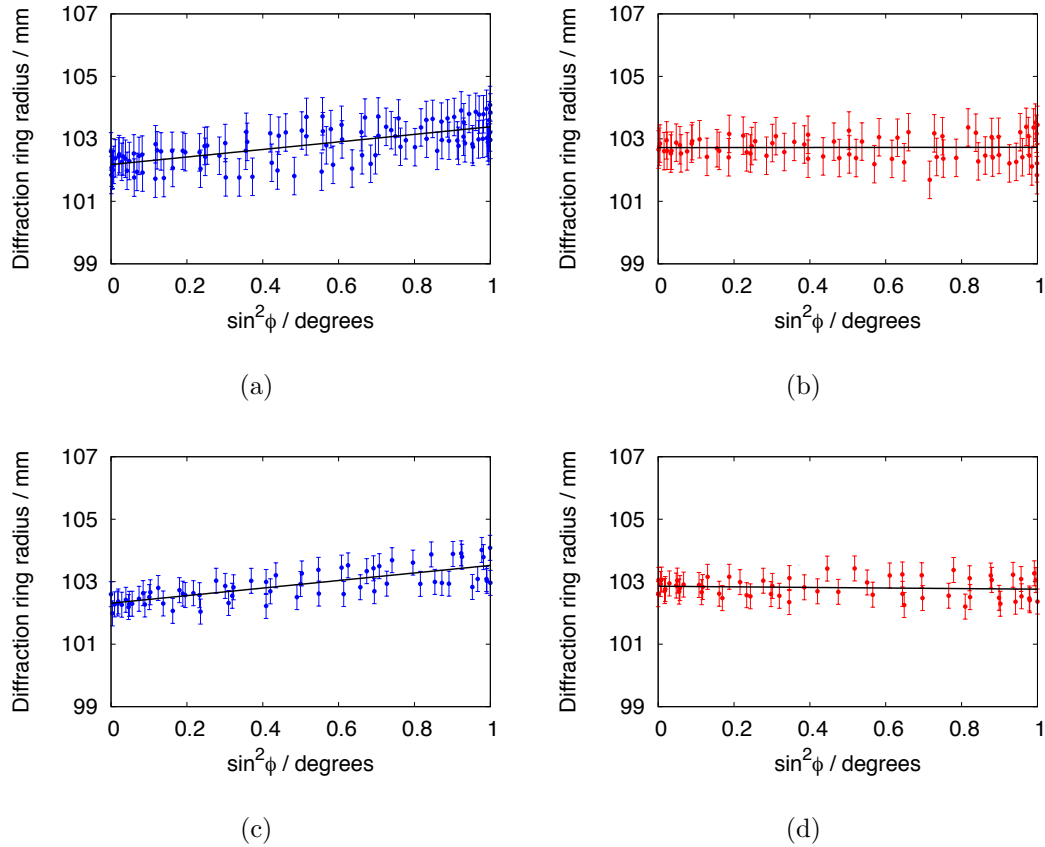 107
105
103
101
99
Diffraction ring radius / mm
0 0.2 0.4 0.6 0.8 1
sin²ϕ / degrees
(a)
107
105
103
101
99
Diffraction ring radius / mm
0 0.2 0.4 0.6 0.8 1
sin²ϕ / degrees
(b)
107
105
103
101
99
Diffraction ring radius / mm
0 0.2 0.4 0.6 0.8 1
sin²ϕ / degrees
(c)
107
105
103
101
99
Diffraction ring radius / mm
0 0.2 0.4 0.6 0.8 1
sin²ϕ / degrees
(d)